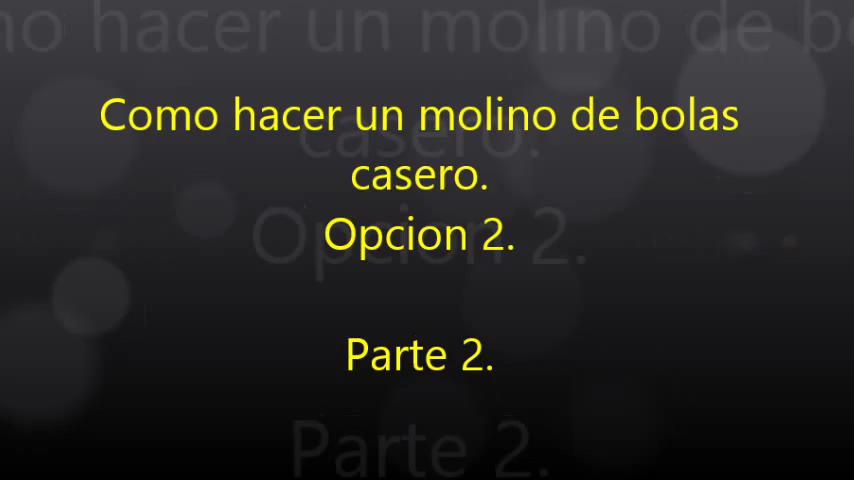 Como hacer un molino de bolas
casero.
Opcion 2.
Parte 2.